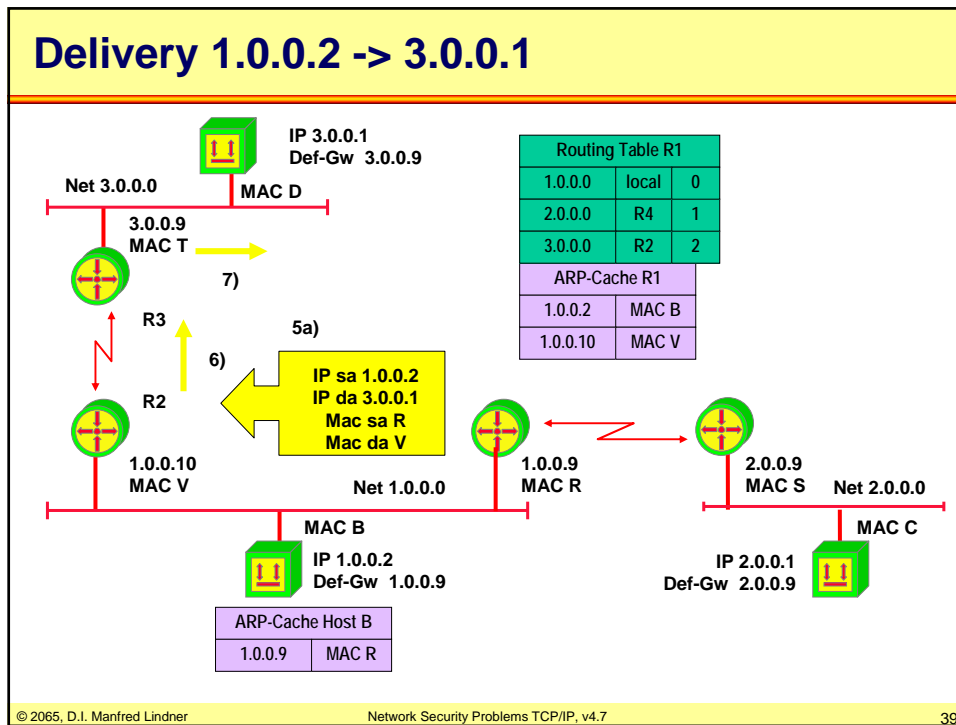 Delivery 1.0.0.2 -> 3.0.0.1
IP 3.0.0.1
Def-Gw 3.0.0.9
Net 3.0.0.0
MAC D
3.0.0.9
MAC T
7)
R3
5a)
6)
IP sa 1.0.0.2
IP da 3.0.0.1
Mac sa R
Mac da V
R2
1.0.0.10
MAC V
Net 1.0.0.0
1.0.0.9
MAC R
2.0.0.9
MAC S
Net 2.0.0.0
MAC B
MAC C
IP 1.0.0.2
Def-Gw 1.0.0.9
IP 2.0.0.1
Def-Gw 2.0.0.9
Routing Table R1
1.0.0.0 local 0
2.0.0.0 R4 1
3.0.0.0 R2 2
ARP-Cache R1
1.0.0.2 MAC B
1.0.0.10 MAC V
ARP-Cache Host B
1.0.0.9 MAC R
© 2065, D.I. Manfred Lindner
Network Security Problems TCP/IP, v4.7
39